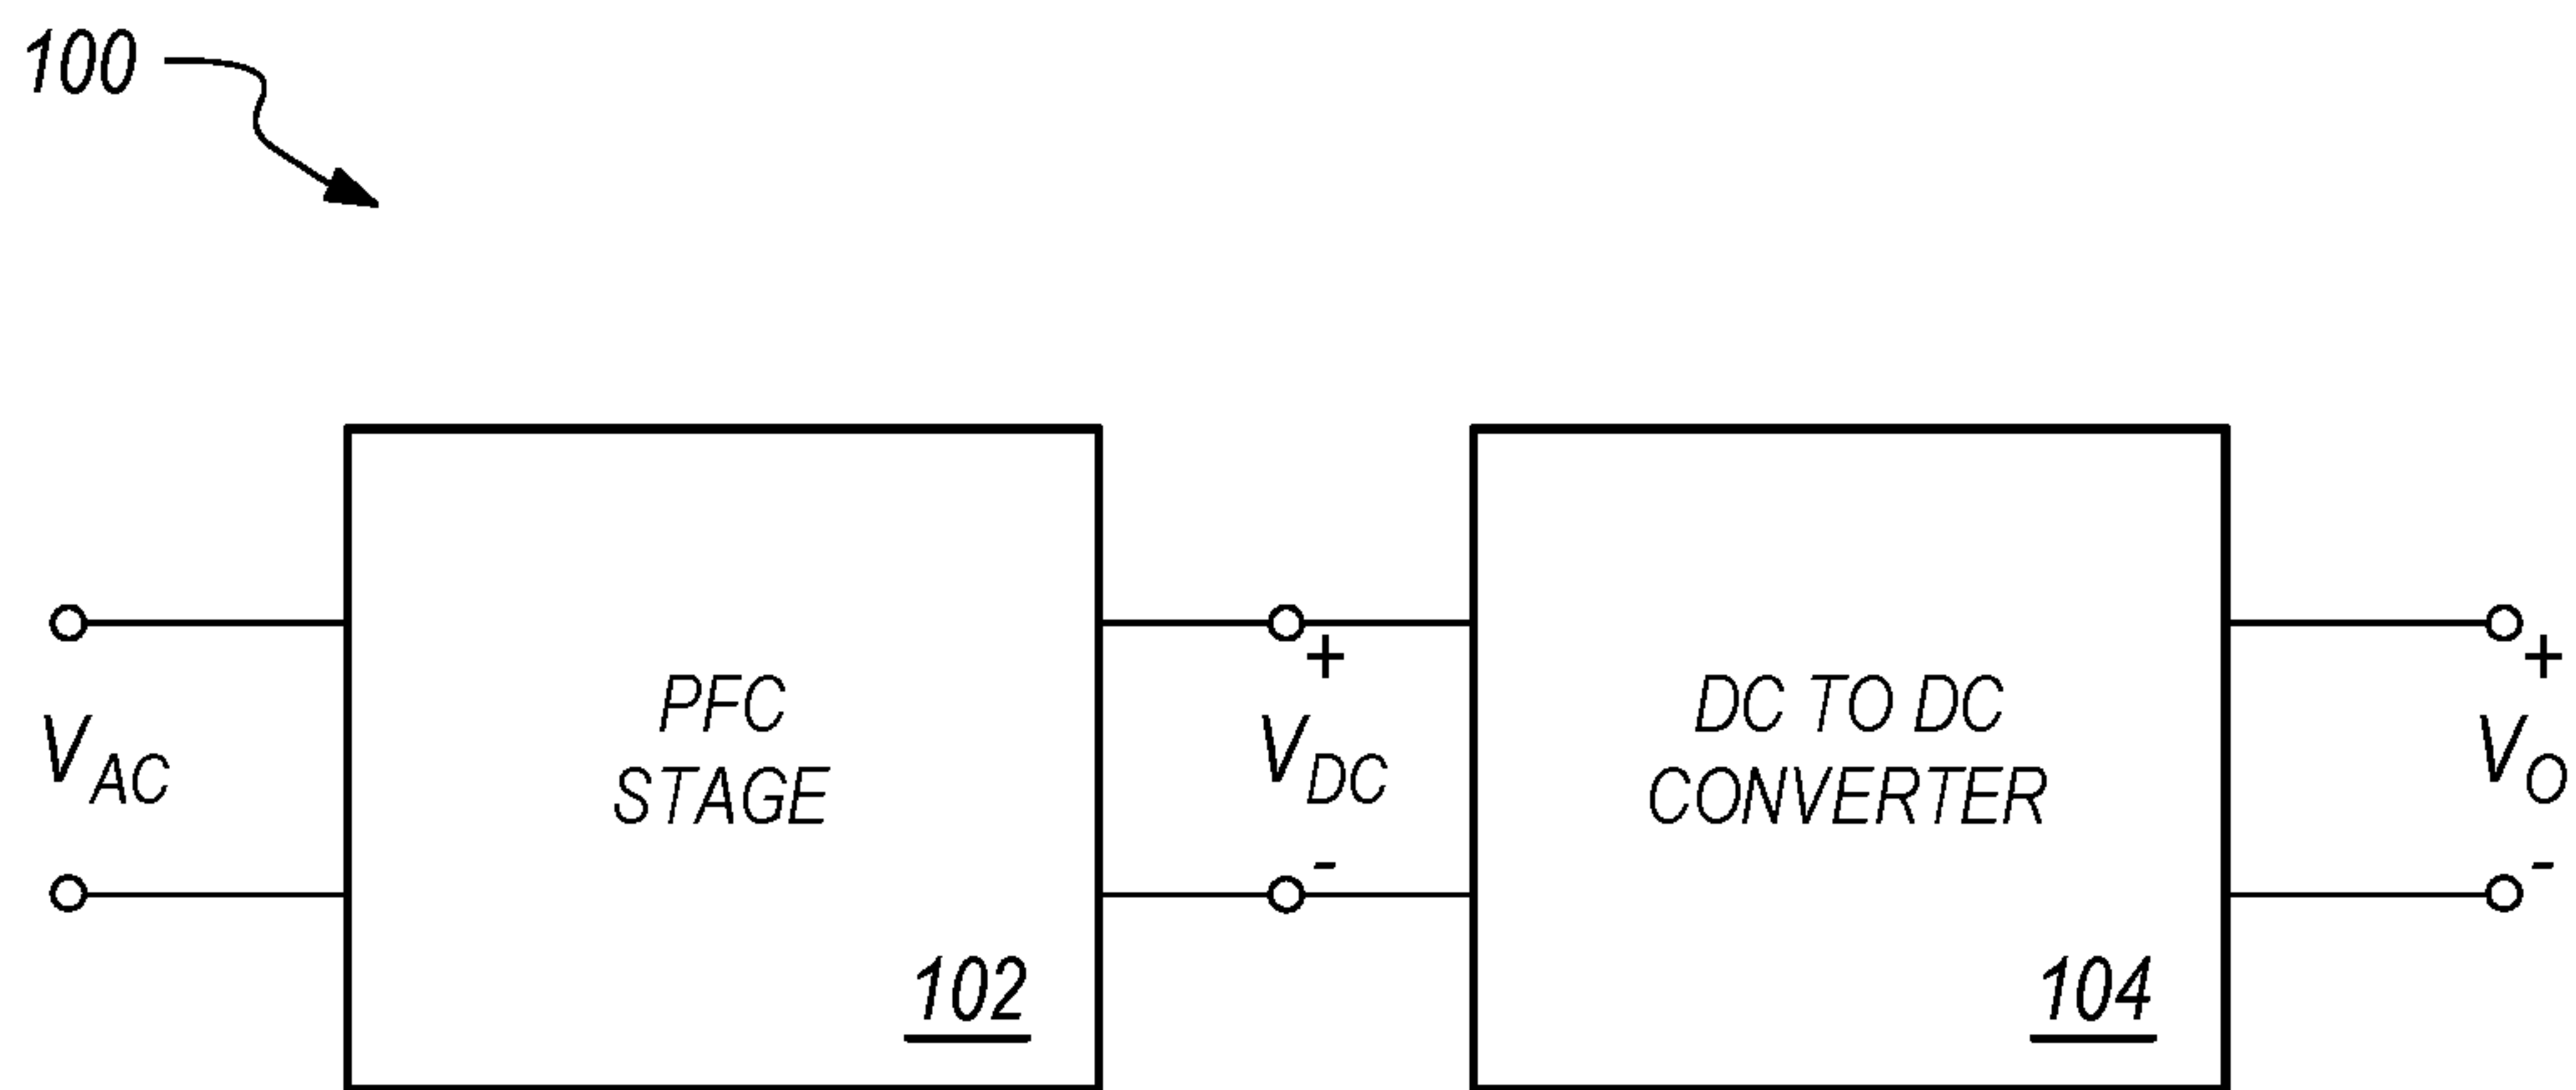 100
PFC
STAGE
102
DC TO DC
CONVERTER
104
V_AC
+
V_DC
-
+
V_O
-